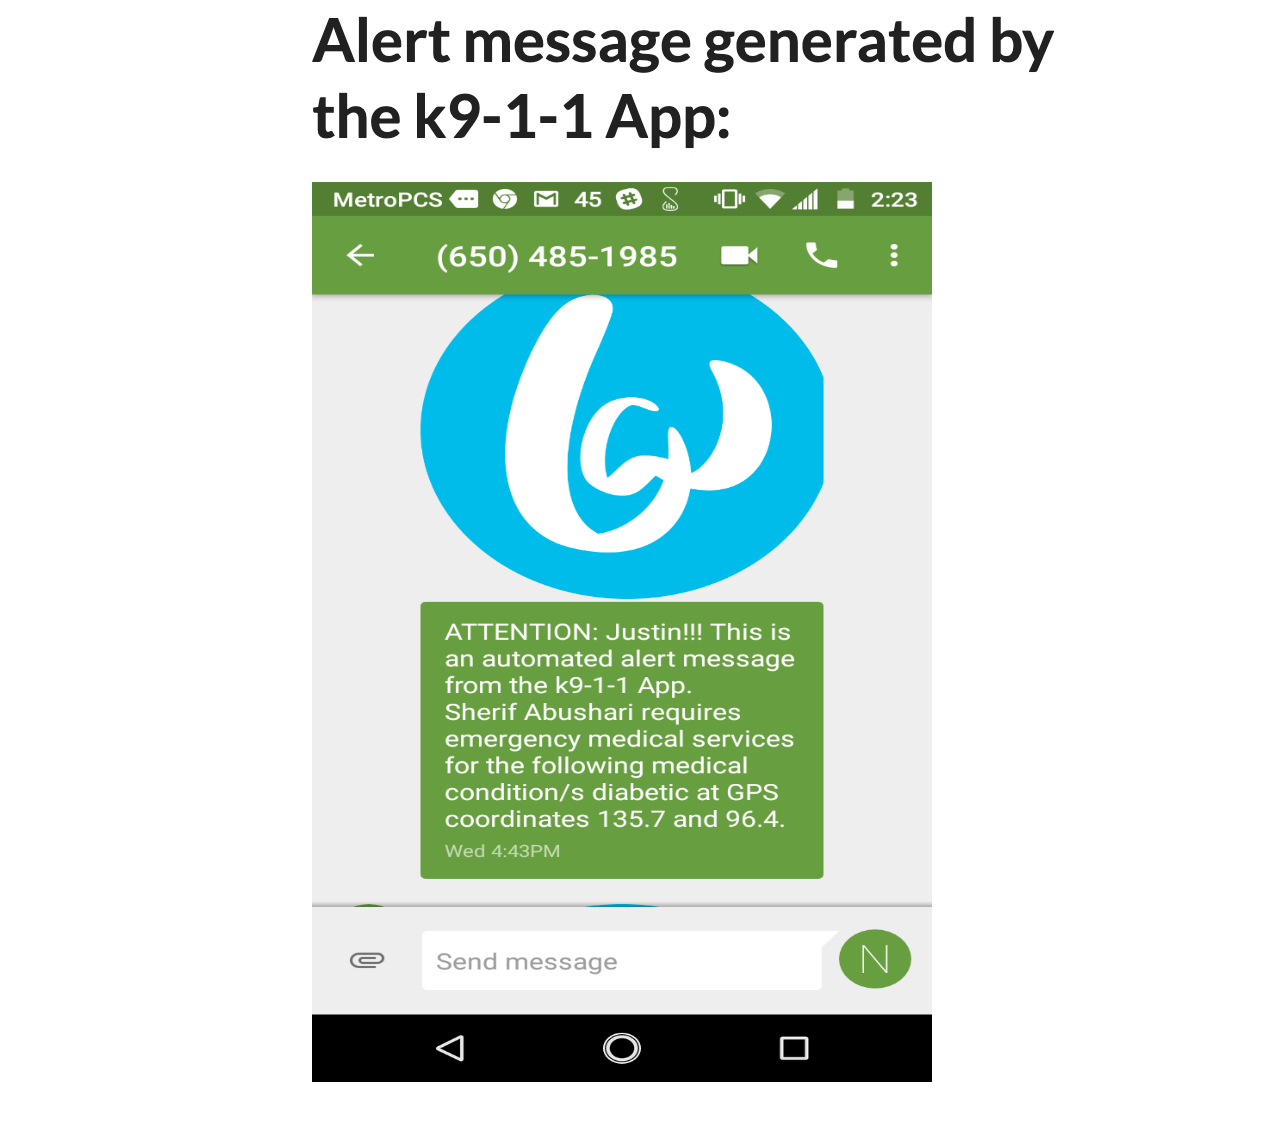 Alert message generated by
the k9-1-1 App:
MetroPCS 45 2:23
(650) 485-1985
ATTENTION: Justin!!! This is
an automated alert message
from the k9-1-1 App.
Sherif Abushari requires
emergency medical services
for the following medical
condition/s diabetic at GPS
coordinates 135.7 and 96.4.
Wed 4:43PM
Send message
N